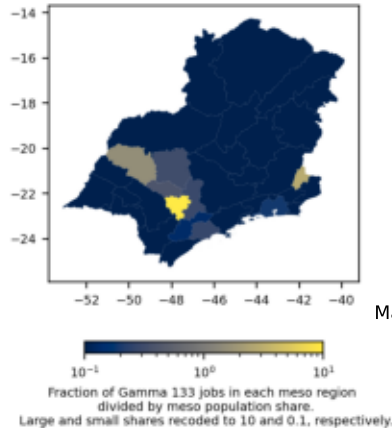 −14
−16
−18
−20
−22
−24
−52 −50 −48 −46 −44 −42 −40
10⁻¹ 10⁰ 10¹
Fraction of Gamma 133 jobs in each meso region
divided by meso population share.
Large and small shares recoded to 10 and 0.1, respectively